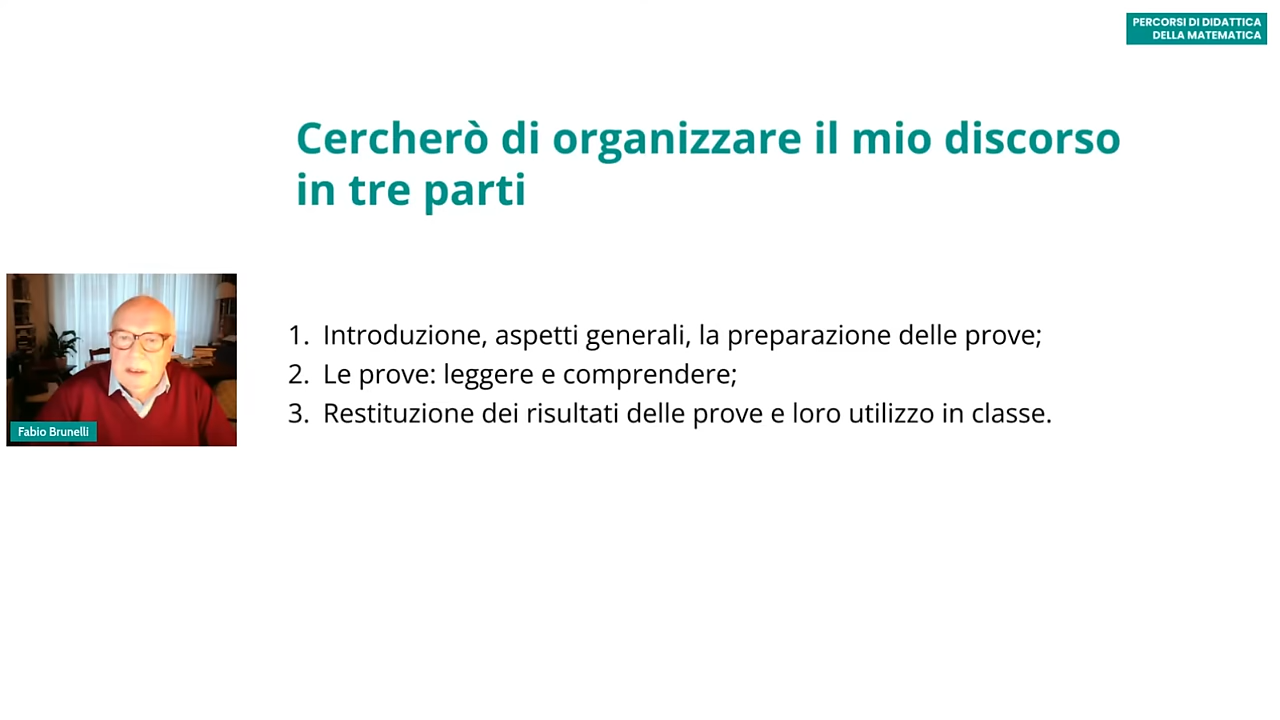 PERCORSI DI DIDATTICA
DELLA MATEMATICA
Cercherò di organizzare il mio discorso
in tre parti
1. Introduzione, aspetti generali, la preparazione delle prove;
2. Le prove: leggere e comprendere;
3. Restituzione dei risultati delle prove e loro utilizzo in classe.
Fabio Brunelli